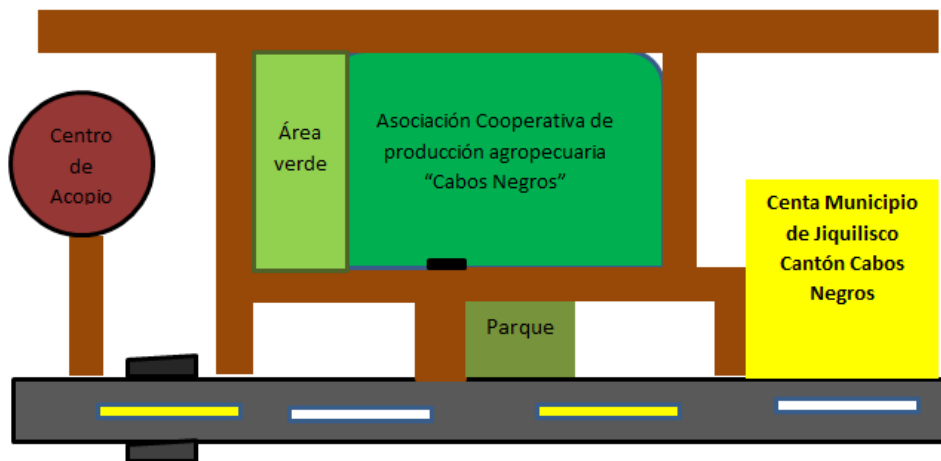 Centro
de
Acopio
Área
verde
Asociación Cooperativa de
producción agropecuaria
“Cabos Negros”
Centa Municipio
de Jiquilisco
Cantón Cabos
Negros
Parque